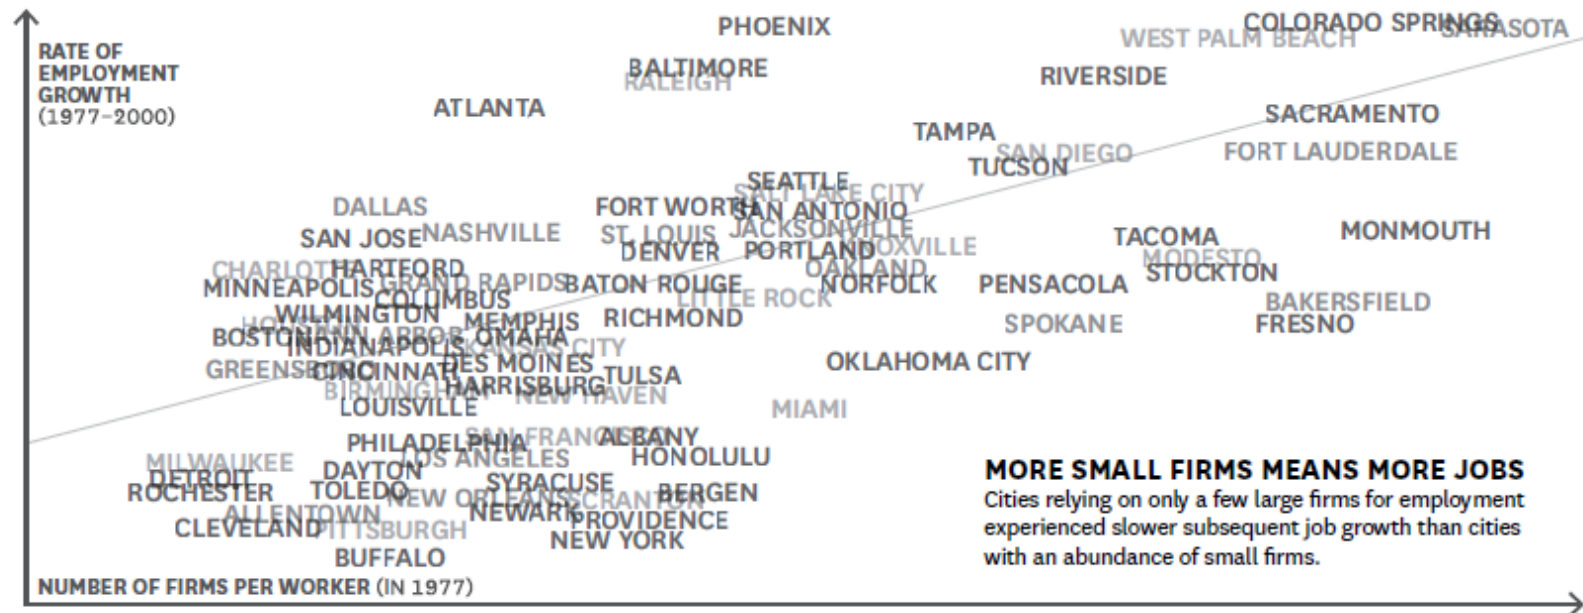 PHOENIX
COLORADO SPRINGS
SARASOTA
WEST PALM BEACH
RATE OF
EMPLOYMENT
GROWTH
(1977–2000)
BALTIMORE
RALEIGH
RIVERSIDE
ATLANTA
SACRAMENTO
TAMPA
SAN DIEGO
FORT LAUDERDALE
TUCSON
SEATTLE
SALT LAKE CITY
DALLAS
FORT WORTH
SAN ANTONIO
NASHVILLE
JACKSONVILLE
SAN JOSE
ST. LOUIS
TACOMA
MONMOUTH
DENVER
PORTLAND
KNOXVILLE
MODESTO
CHARLOTTE
HARTFORD
OAKLAND
STOCKTON
GRAND RAPIDS
BATON ROUGE
NORFOLK
PENSACOLA
MINNEAPOLIS
COLUMBUS
LITTLE ROCK
BAKERSFIELD
WILMINGTON
MEMPHIS
RICHMOND
HOUSTON
SPOKANE
FRESNO
BOSTON
ANN ARBOR
OMAHA
INDIANAPOLIS
KANSAS CITY
DES MOINES
OKLAHOMA CITY
GREENSBORO
CINCINNATI
TULSA
HARRISBURG
BIRMINGHAM
NEW HAVEN
LOUISVILLE
MIAMI
PHILADELPHIA
SAN FRANCISCO
ALBANY
LOS ANGELES
HONOLULU
MILWAUKEE
DAYTON
DETROIT
SYRACUSE
ROCHESTER
TOLEDO
NEW ORLEANS
SCRANTON
BERGEN
ALLENTOWN
NEWARK
PROVIDENCE
CLEVELAND
PITTSBURGH
NEW YORK
BUFFALO
MORE SMALL FIRMS MEANS MORE JOBS
Cities relying on only a few large firms for employment
experienced slower subsequent job growth than cities
with an abundance of small firms.
NUMBER OF FIRMS PER WORKER (IN 1977)